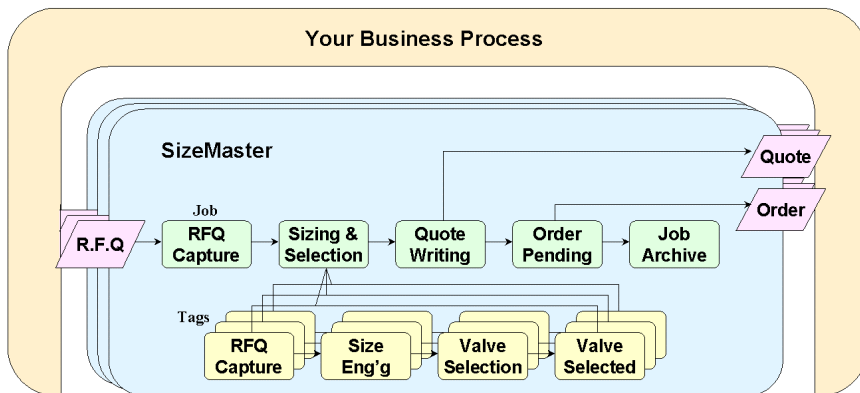 Your Business Process
SizeMaster
Quote
Order
Job
R.F.Q
RFQ
Capture
Sizing &
Selection
Quote
Writing
Order
Pending
Job
Archive
Tags
RFQ
Capture
Size
Eng'g
Valve
Selection
Valve
Selected